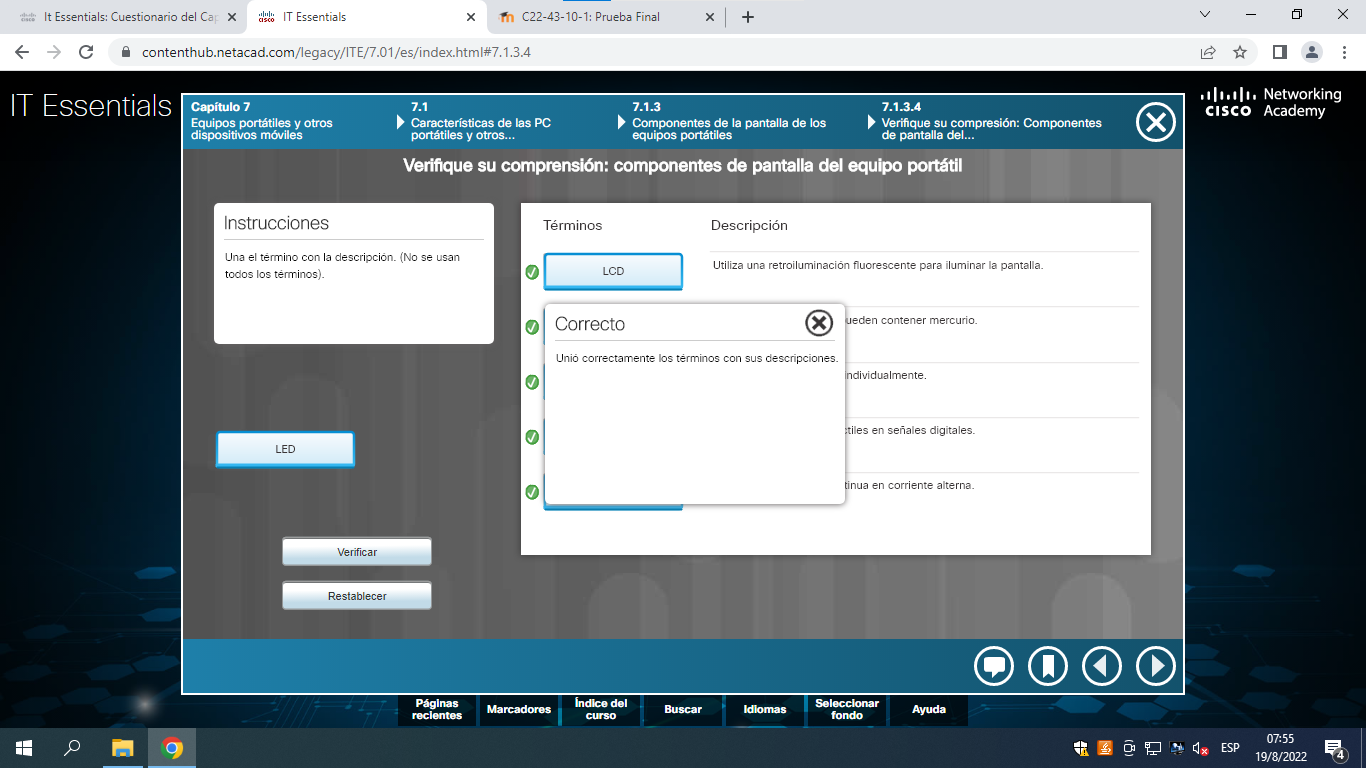 It Essentials: Cuestionario del Cap
IT Essentials
C22-43-10-1: Prueba Final
contenthub.netacad.com/legacy/ITE/7.01/es/index.html#7.1.3.4
IT Essentials
Capítulo 7
Equipos portátiles y otros
dispositivos móviles
7.1
Características de las PC
portátiles y otros...
7.1.3
Componentes de la pantalla de los
equipos portátiles
7.1.3.4
Verifique su compresión: Componentes
de pantalla del...
Networking
CISCO Academy
Verifique su comprensión: componentes de pantalla del equipo portátil
Instrucciones
Una el término con la descripción. (No se usan
todos los términos).
Términos
Descripción
LCD
Utiliza una retroiluminación fluorescente para iluminar la pantalla.
ueden contener mercurio.
individualmente.
ctiles en señales digitales.
tinua en corriente alterna.
Correcto
Unió correctamente los términos con sus descripciones.
LED
Verificar
Restablecer
Páginas
recientes
Marcadores
Índice del
curso
Buscar
Idiomas
Seleccionar
fondo
Ayuda
ESP
07:55
19/8/2022
4